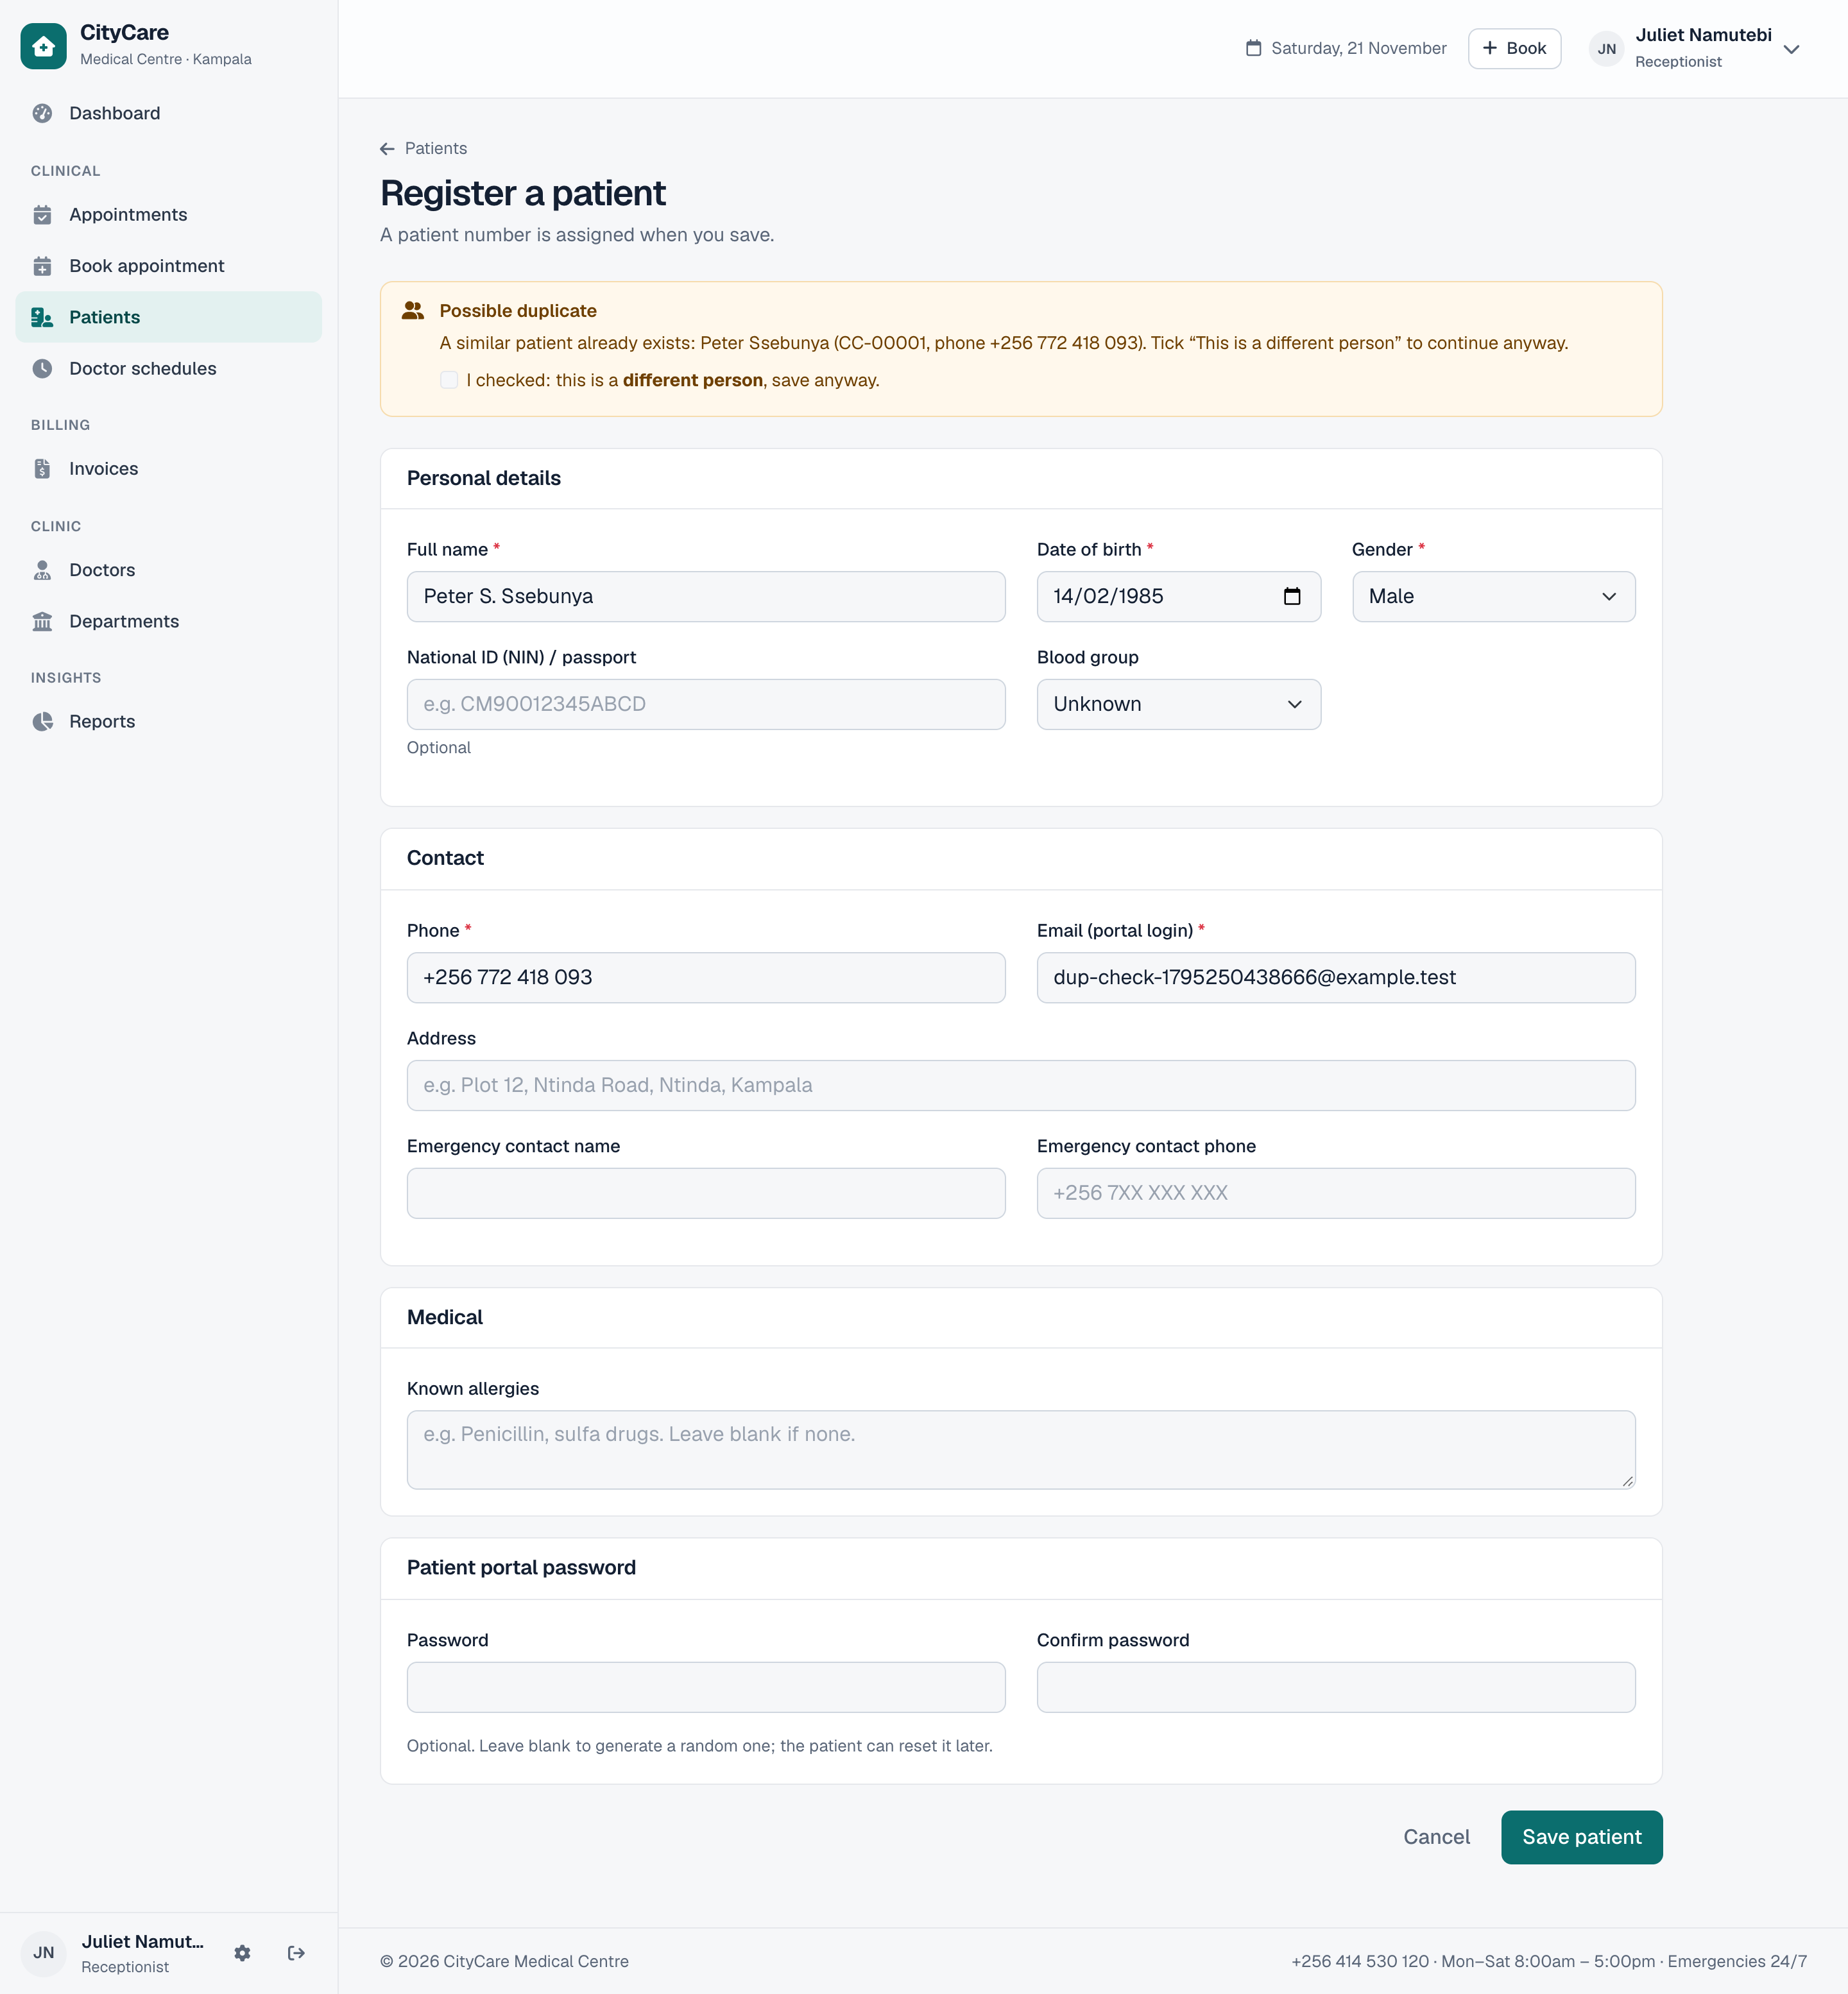 CityCare
Medical Centre · Kampala
Dashboard
CLINICAL
Appointments
Book appointment
Patients
Doctor schedules
BILLING
Invoices
CLINIC
Doctors
Departments
INSIGHTS
Reports
JN
Juliet Namut...
Receptionist
Saturday, 21 November
+ Book
JN
Juliet Namutebi
Receptionist
← Patients
Register a patient
A patient number is assigned when you save.
Possible duplicate
A similar patient already exists: Peter Ssebunya (CC-00001, phone +256 772 418 093). Tick “This is a different person” to continue anyway.
I checked: this is a different person, save anyway.
Personal details
Full name *
Peter S. Ssebunya
Date of birth *
14/02/1985
Gender *
Male
National ID (NIN) / passport
e.g. CM90012345ABCD
Optional
Blood group
Unknown
Contact
Phone *
+256 772 418 093
Email (portal login) *
dup-check-1795250438666@example.test
Address
e.g. Plot 12, Ntinda Road, Ntinda, Kampala
Emergency contact name
Emergency contact phone
+256 7XX XXX XXX
Medical
Known allergies
e.g. Penicillin, sulfa drugs. Leave blank if none.
Patient portal password
Password
Confirm password
Optional. Leave blank to generate a random one; the patient can reset it later.
Cancel
Save patient
© 2026 CityCare Medical Centre
+256 414 530 120 · Mon–Sat 8:00am – 5:00pm · Emergencies 24/7